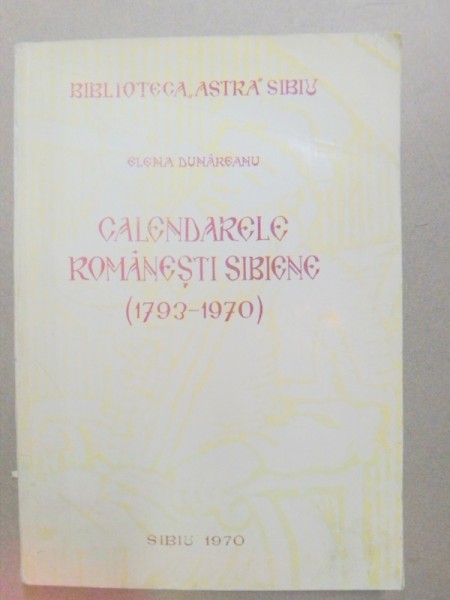 BIBLIOTECA „ASTRA" SIBIU
ELENA DUNĂREANU
CALENDARELE
ROMÂNEȘTI SIBIENE
(1793-1970)
SIBIU 1970